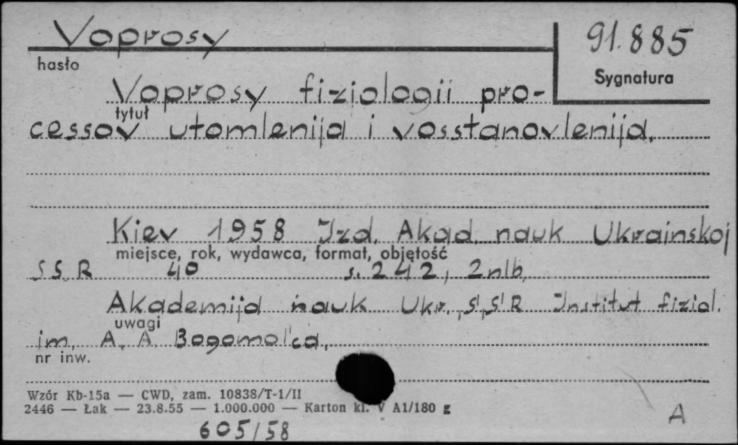 Voprosy
91.885
hasło
Sygnatura
Voprosy fizjologii pro-
tytuł
cessov utomlenija i vosstanovlenija.
Kiev 1958 Izd. Akad. nauk Ukrainskoj
miejsce, rok, wydawca, format, objętość
SSR 4o s. 242, 2 nlb.
Akademija nauk Ukr. SSR Institut fizjol.
uwagi
im. A. A. Bogomol'ca.
nr inw.
Wzór Kb-15a — CWD, zam. 10838/T-1/II
2446 — Łak — 23.8.55 — 1.000.000 — Karton kl. V A1/180 g
A
605/58